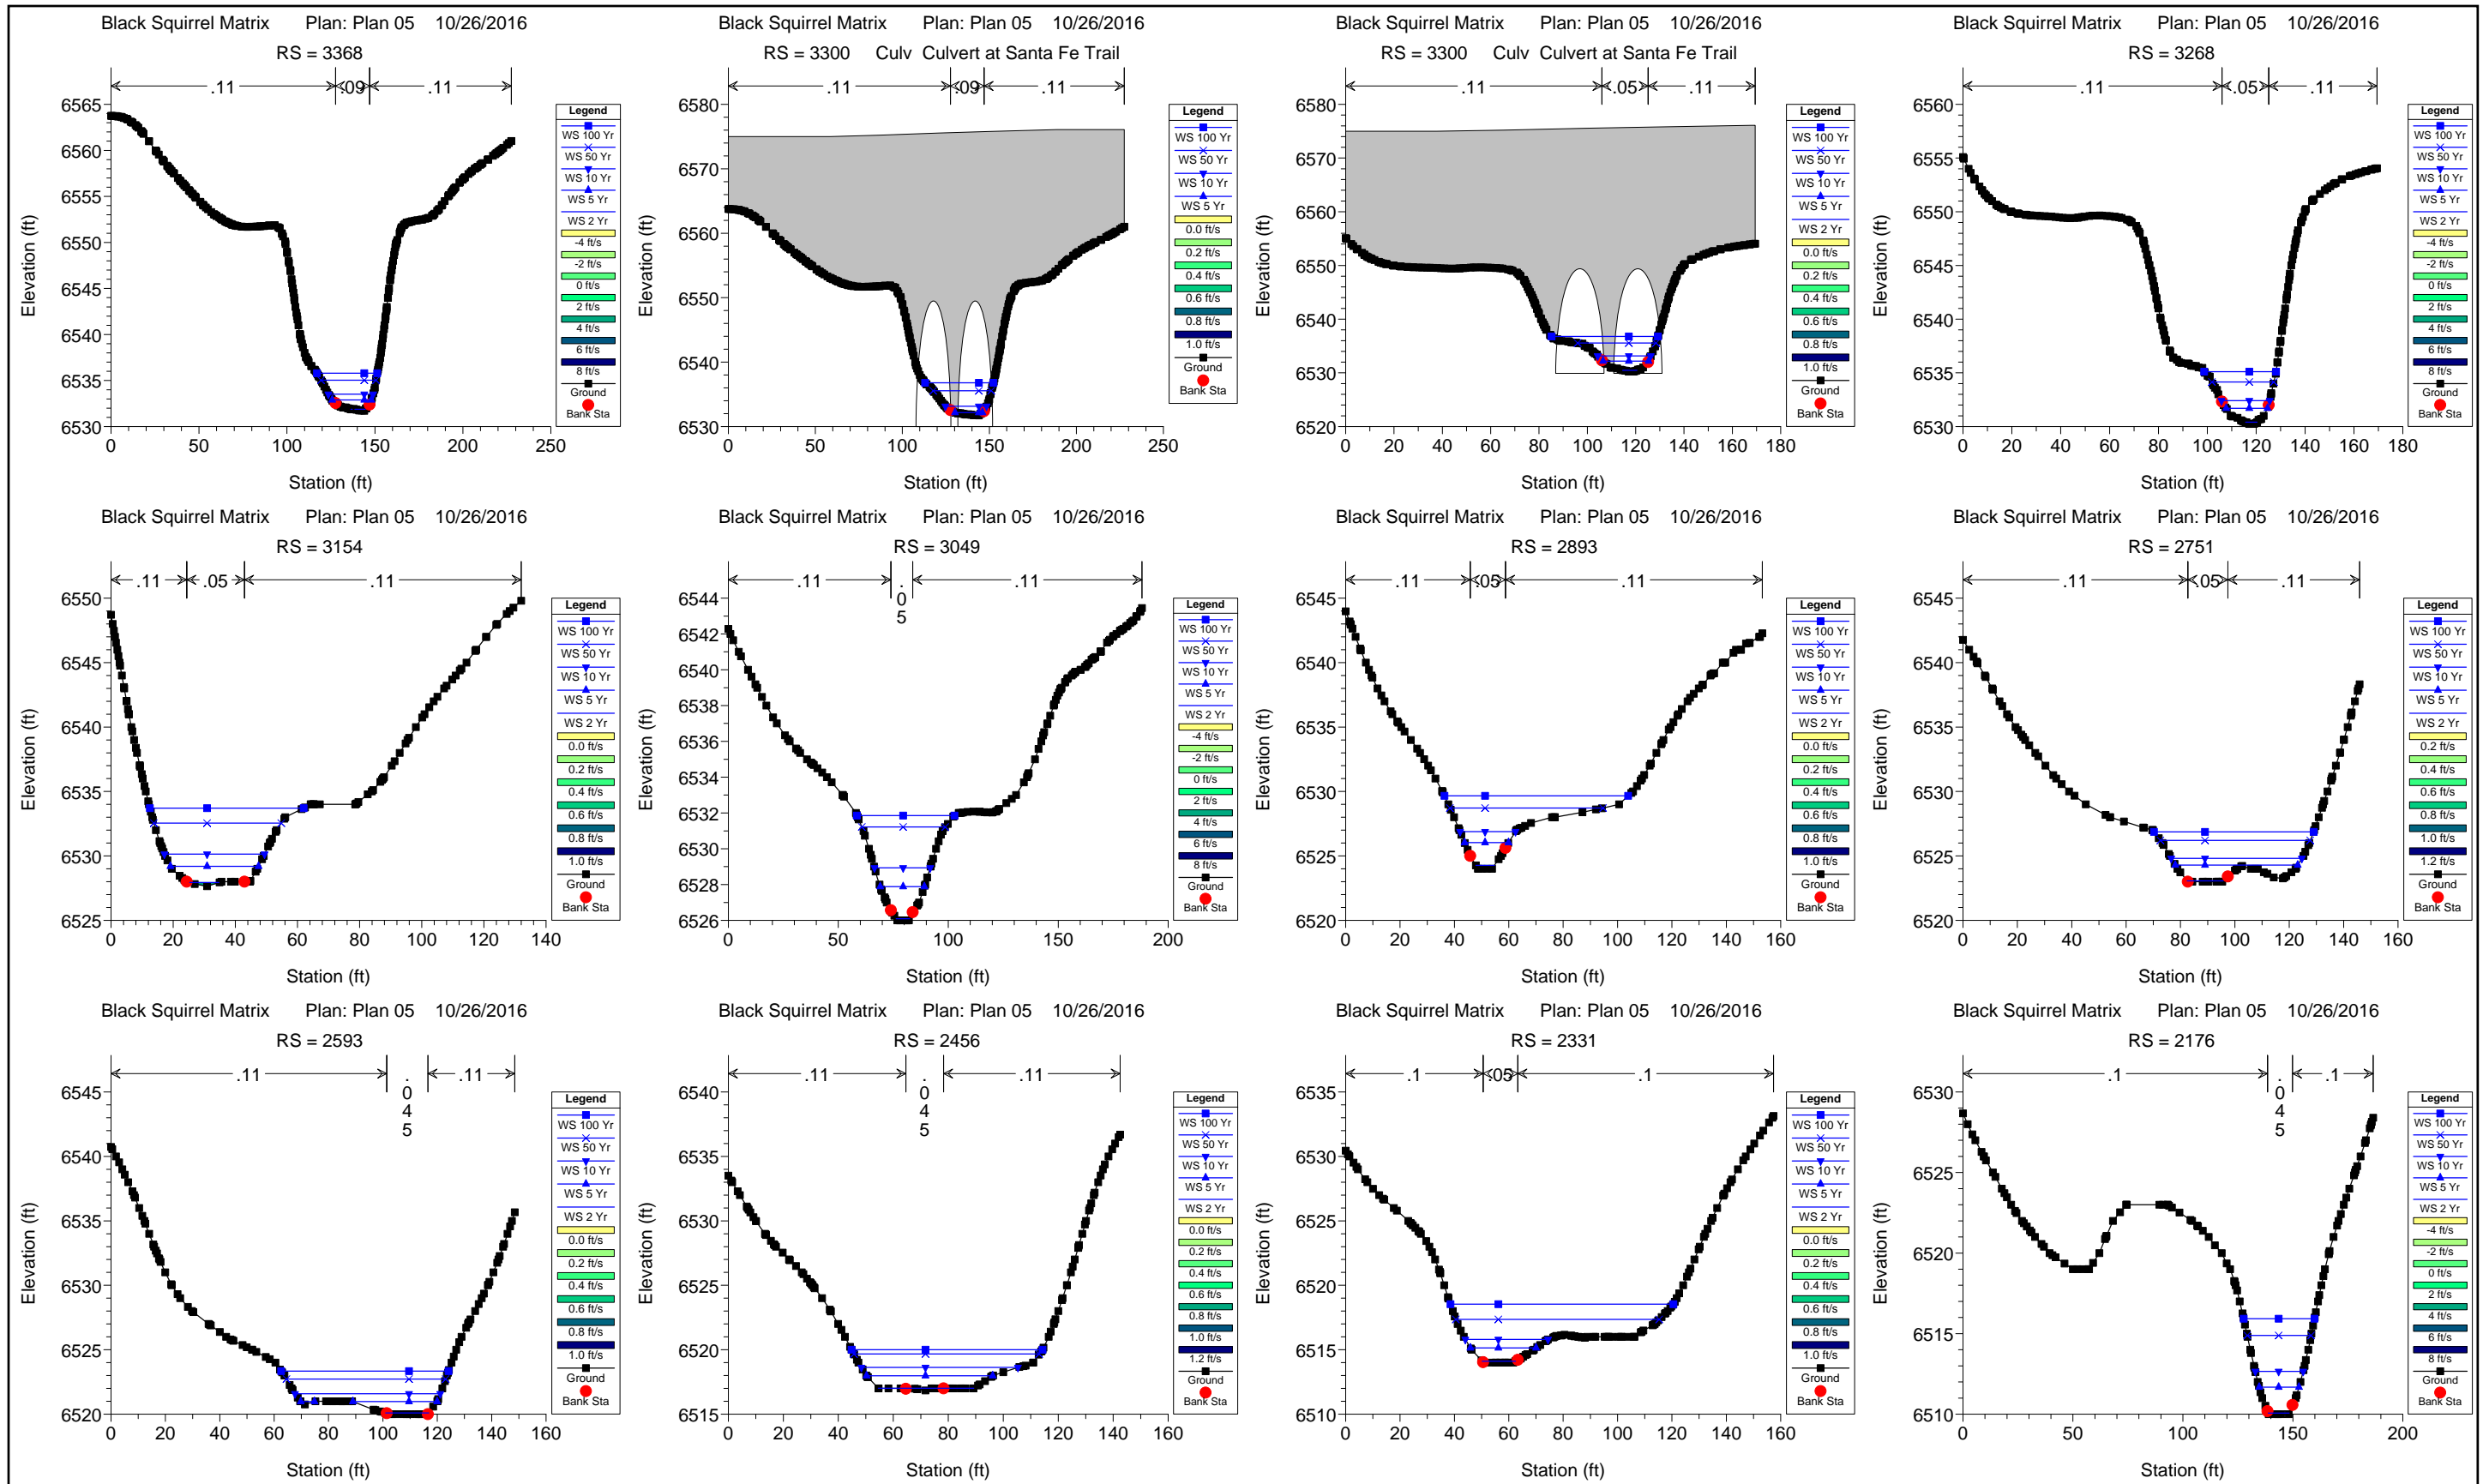 Black Squirrel Matrix Plan: Plan 05 10/26/2016
RS = 3368
.11 .09 .11
6565
6560
6555
6550
6545
6540
6535
6530
Elevation (ft)
0 50 100 150 200 250
Station (ft)
Legend
WS 100 Yr
WS 50 Yr
WS 10 Yr
WS 5 Yr
WS 2 Yr
-4 ft/s
-2 ft/s
0 ft/s
2 ft/s
4 ft/s
6 ft/s
8 ft/s
Ground
Bank Sta
Black Squirrel Matrix Plan: Plan 05 10/26/2016
RS = 3300 Culv Culvert at Santa Fe Trail
.11 .09 .11
6580
6570
6560
6550
6540
6530
Elevation (ft)
0 50 100 150 200 250
Station (ft)
Legend
WS 100 Yr
WS 50 Yr
WS 10 Yr
WS 5 Yr
WS 2 Yr
0.0 ft/s
0.2 ft/s
0.4 ft/s
0.6 ft/s
0.8 ft/s
1.0 ft/s
Ground
Bank Sta
Black Squirrel Matrix Plan: Plan 05 10/26/2016
RS = 3300 Culv Culvert at Santa Fe Trail
.11 .05 .11
6580
6570
6560
6550
6540
6530
6520
Elevation (ft)
0 20 40 60 80 100 120 140 160 180
Station (ft)
Legend
WS 100 Yr
WS 50 Yr
WS 10 Yr
WS 5 Yr
WS 2 Yr
0.0 ft/s
0.2 ft/s
0.4 ft/s
0.6 ft/s
0.8 ft/s
1.0 ft/s
Ground
Bank Sta
Black Squirrel Matrix Plan: Plan 05 10/26/2016
RS = 3268
.11 .05 .11
6560
6555
6550
6545
6540
6535
6530
Elevation (ft)
0 20 40 60 80 100 120 140 160 180
Station (ft)
Legend
WS 100 Yr
WS 50 Yr
WS 10 Yr
WS 5 Yr
WS 2 Yr
-4 ft/s
-2 ft/s
0 ft/s
2 ft/s
4 ft/s
6 ft/s
8 ft/s
Ground
Bank Sta
Black Squirrel Matrix Plan: Plan 05 10/26/2016
RS = 3154
.11 .05 .11
6550
6545
6540
6535
6530
6525
Elevation (ft)
0 20 40 60 80 100 120 140
Station (ft)
Legend
WS 100 Yr
WS 50 Yr
WS 10 Yr
WS 5 Yr
WS 2 Yr
0.0 ft/s
0.2 ft/s
0.4 ft/s
0.6 ft/s
0.8 ft/s
1.0 ft/s
Ground
Bank Sta
Black Squirrel Matrix Plan: Plan 05 10/26/2016
RS = 3049
.11 .05 .11
6544
6542
6540
6538
6536
6534
6532
6530
6528
6526
Elevation (ft)
0 50 100 150 200
Station (ft)
Legend
WS 100 Yr
WS 50 Yr
WS 10 Yr
WS 5 Yr
WS 2 Yr
-4 ft/s
-2 ft/s
0 ft/s
2 ft/s
4 ft/s
6 ft/s
8 ft/s
Ground
Bank Sta
Black Squirrel Matrix Plan: Plan 05 10/26/2016
RS = 2893
.11 .05 .11
6545
6540
6535
6530
6525
6520
Elevation (ft)
0 20 40 60 80 100 120 140 160
Station (ft)
Legend
WS 100 Yr
WS 50 Yr
WS 10 Yr
WS 5 Yr
WS 2 Yr
0.0 ft/s
0.2 ft/s
0.4 ft/s
0.6 ft/s
0.8 ft/s
1.0 ft/s
Ground
Bank Sta
Black Squirrel Matrix Plan: Plan 05 10/26/2016
RS = 2751
.11 .05 .11
6545
6540
6535
6530
6525
6520
Elevation (ft)
0 20 40 60 80 100 120 140 160
Station (ft)
Legend
WS 100 Yr
WS 50 Yr
WS 10 Yr
WS 5 Yr
WS 2 Yr
0.2 ft/s
0.4 ft/s
0.6 ft/s
0.8 ft/s
1.0 ft/s
1.2 ft/s
Ground
Bank Sta
Black Squirrel Matrix Plan: Plan 05 10/26/2016
RS = 2593
.11 .045 .11
6545
6540
6535
6530
6525
6520
Elevation (ft)
0 20 40 60 80 100 120 140 160
Station (ft)
Legend
WS 100 Yr
WS 50 Yr
WS 10 Yr
WS 5 Yr
WS 2 Yr
0.0 ft/s
0.2 ft/s
0.4 ft/s
0.6 ft/s
0.8 ft/s
1.0 ft/s
Ground
Bank Sta
Black Squirrel Matrix Plan: Plan 05 10/26/2016
RS = 2456
.11 .045 .11
6540
6535
6530
6525
6520
6515
Elevation (ft)
0 20 40 60 80 100 120 140 160
Station (ft)
Legend
WS 100 Yr
WS 50 Yr
WS 10 Yr
WS 5 Yr
WS 2 Yr
0.0 ft/s
0.2 ft/s
0.4 ft/s
0.6 ft/s
0.8 ft/s
1.0 ft/s
1.2 ft/s
Ground
Bank Sta
Black Squirrel Matrix Plan: Plan 05 10/26/2016
RS = 2331
.1 .05 .1
6535
6530
6525
6520
6515
6510
Elevation (ft)
0 20 40 60 80 100 120 140 160
Station (ft)
Legend
WS 100 Yr
WS 50 Yr
WS 10 Yr
WS 5 Yr
WS 2 Yr
0.0 ft/s
0.2 ft/s
0.4 ft/s
0.6 ft/s
0.8 ft/s
1.0 ft/s
Ground
Bank Sta
Black Squirrel Matrix Plan: Plan 05 10/26/2016
RS = 2176
.1 .045 .1
6530
6525
6520
6515
6510
Elevation (ft)
0 50 100 150 200
Station (ft)
Legend
WS 100 Yr
WS 50 Yr
WS 10 Yr
WS 5 Yr
WS 2 Yr
-4 ft/s
-2 ft/s
0 ft/s
2 ft/s
4 ft/s
6 ft/s
8 ft/s
Ground
Bank Sta